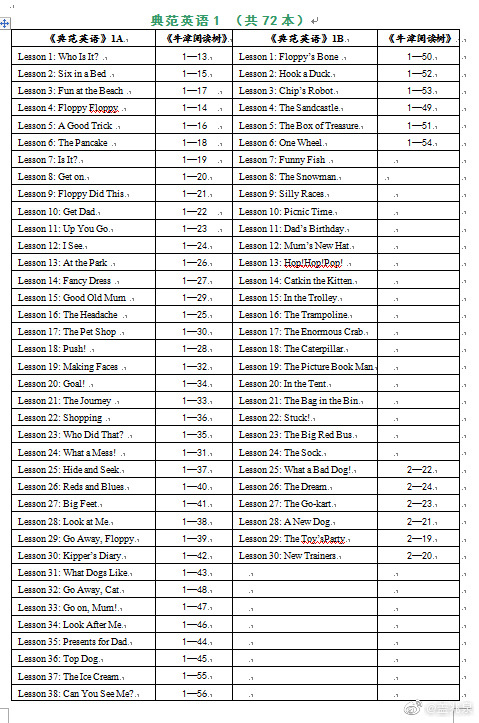 典范英语 1 （共 72 本）
《典范英语》1A 《牛津阅读树》 《典范英语》1B 《牛津阅读树》
Lesson 1: Who Is It? 1—13 Lesson 1: Floppy's Bone 1—50
Lesson 2: Six in a Bed 1—15 Lesson 2: Hook a Duck 1—52
Lesson 3: Fun at the Beach 1—17 Lesson 3: Chip's Robot 1—53
Lesson 4: Floppy Floppy 1—14 Lesson 4: The Sandcastle 1—49
Lesson 5: A Good Trick 1—16 Lesson 5: The Box of Treasure 1—51
Lesson 6: The Pancake 1—18 Lesson 6: One Wheel 1—54
Lesson 7: Is It? 1—19 Lesson 7: Funny Fish
Lesson 8: Get on 1—20 Lesson 8: The Snowman
Lesson 9: Floppy Did This 1—21 Lesson 9: Silly Races
Lesson 10: Get Dad 1—22 Lesson 10: Picnic Time
Lesson 11: Up You Go 1—23 Lesson 11: Dad's Birthday
Lesson 12: I See 1—24 Lesson 12: Mum's New Hat
Lesson 13: At the Park 1—26 Lesson 13: Hop!Hop!Pop!
Lesson 14: Fancy Dress 1—27 Lesson 14: Catkin the Kitten
Lesson 15: Good Old Mum 1—29 Lesson 15: In the Trolley
Lesson 16: The Headache 1—25 Lesson 16: The Trampoline
Lesson 17: The Pet Shop 1—30 Lesson 17: The Enormous Crab
Lesson 18: Push! 1—28 Lesson 18: The Caterpillar
Lesson 19: Making Faces 1—32 Lesson 19: The Picture Book Man
Lesson 20: Goal! 1—34 Lesson 20: In the Tent
Lesson 21: The Journey 1—33 Lesson 21: The Bag in the Bin
Lesson 22: Shopping 1—36 Lesson 22: Stuck!
Lesson 23: Who Did That? 1—35 Lesson 23: The Big Red Bus
Lesson 24: What a Mess! 1—31 Lesson 24: The Sock
Lesson 25: Hide and Seek 1—37 Lesson 25: What a Bad Dog! 2—22
Lesson 26: Reds and Blues 1—40 Lesson 26: The Dream 2—24
Lesson 27: Big Feet 1—41 Lesson 27: The Go-kart 2—23
Lesson 28: Look at Me 1—38 Lesson 28: A New Dog 2—21
Lesson 29: Go Away, Floppy 1—39 Lesson 29: The Toy'sParty 2—19
Lesson 30: Kipper's Diary 1—42 Lesson 30: New Trainers 2—20
Lesson 31: What Dogs Like 1—43
Lesson 32: Go Away, Cat 1—48
Lesson 33: Go on, Mum! 1—47
Lesson 34: Look After Me 1—46
Lesson 35: Presents for Dad 1—44
Lesson 36: Top Dog 1—45
Lesson 37: The Ice Cream 1—55
Lesson 38: Can You See Me? 1—56